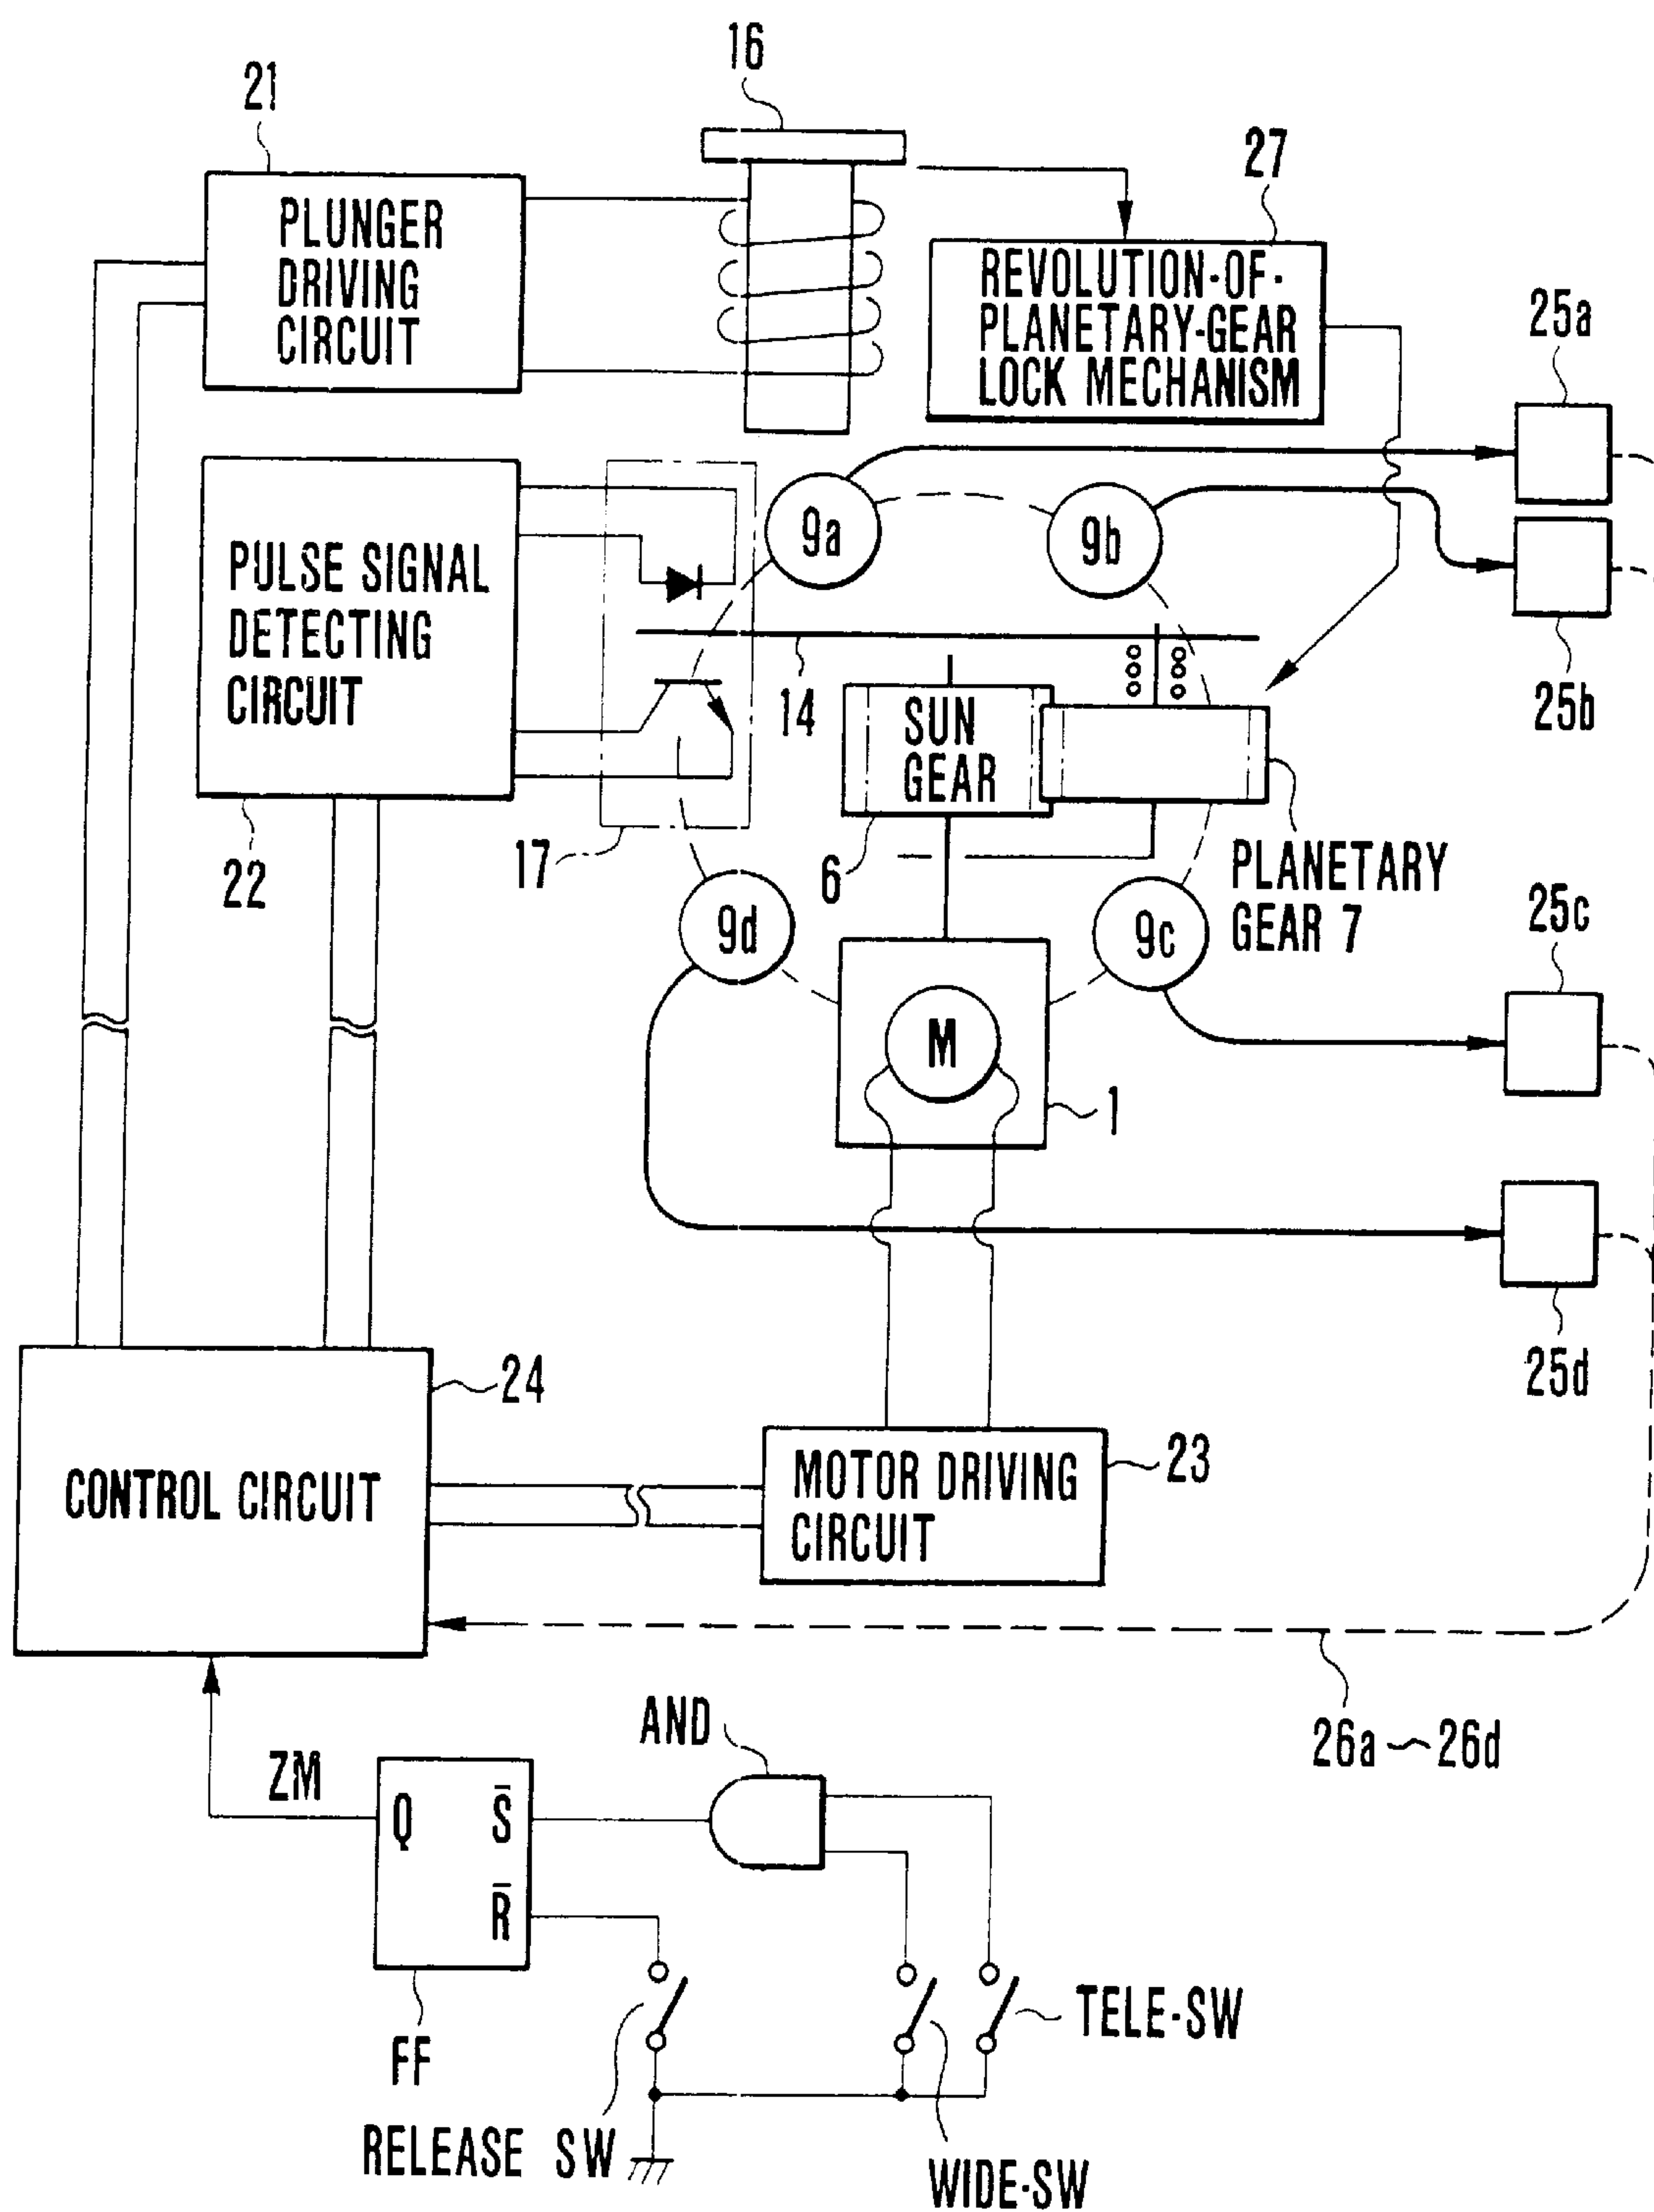 16
21
27
PLUNGER
DRIVING
CIRCUIT
REVOLUTION-OF-
PLANETARY-GEAR
LOCK MECHANISM
25a
9a
9b
PULSE SIGNAL
DETECTING
CIRCUIT
14
25b
SUN
GEAR
22
17
6
PLANETARY
GEAR 7
9d
9c
25c
M
1
25d
24
CONTROL CIRCUIT
MOTOR DRIVING
CIRCUIT
23
26a~26d
AND
ZM
Q
S̅
R̅
FF
TELE-SW
RELEASE SW
WIDE-SW